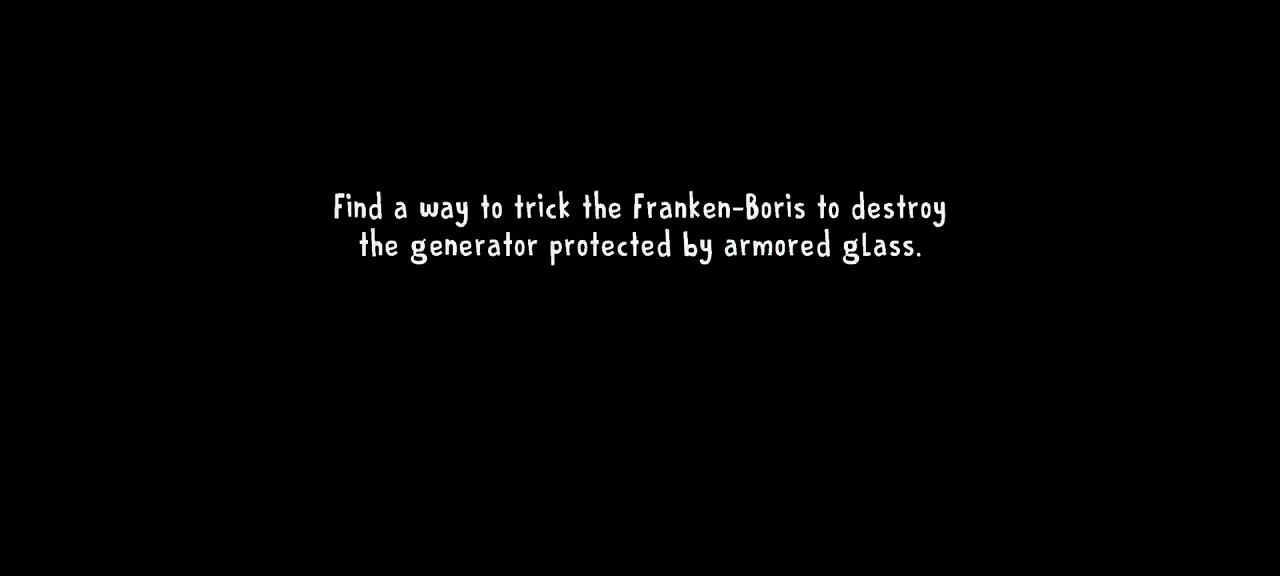 Find a way to trick the Franken-Boris to destroy
the generator protected by armored glass.